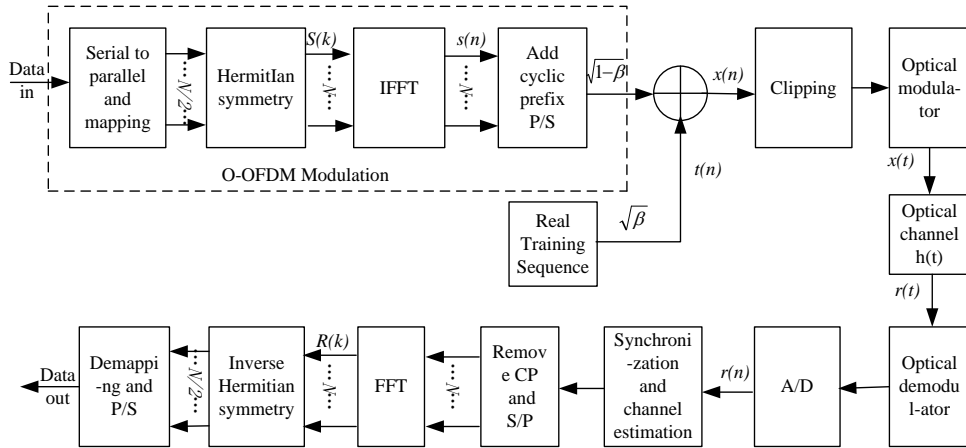 Data
in
Serial to
parallel
and
mapping
...N/2...
HermitIan
symmetry
S(k)
...N...
IFFT
s(n)
...N...
Add
cyclic
prefix
P/S
√1-β
x(n)
Clipping
Optical
modula-
tor
O-OFDM Modulation
t(n)
x(t)
Real
Training
Sequence
√β
Optical
channel
h(t)
r(t)
Data
out
Demappi
-ng and
P/S
...N/2...
Inverse
Hermitian
symmetry
R(k)
...N...
FFT
...N...
Remov
e CP
and
S/P
Synchroni
-zation
and
channel
estimation
r(n)
A/D
Optical
demodu
l-ator